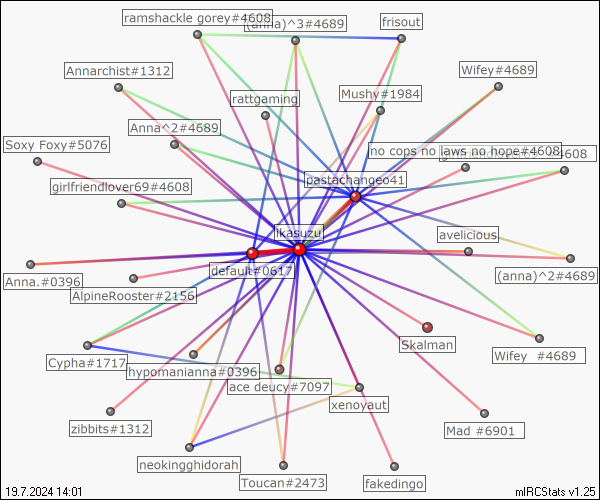 ramshackle gorey#4608
(anna)^3#4689
frisout
Annarchist#1312
rattgaming
Mushy#1984
Wifey#4689
Anna^2#4689
Soxy Foxy#5076
no cops no laws no hope#4608
#4608
girlfriendlover69#4608
pastachangeo41
ikasuzu
avelicious
default#0617
Anna.#0396
(anna)^2#4689
AlpineRooster#2156
Skalman
Cypha#1717
Wifey #4689
hypomanianna#0396
ace deucy#7097
xenoyaut
zibbits#1312
Mad #6901
neokingghidorah
Toucan#2473
fakedingo
19.7.2024 14:01
mIRCStats v1.25